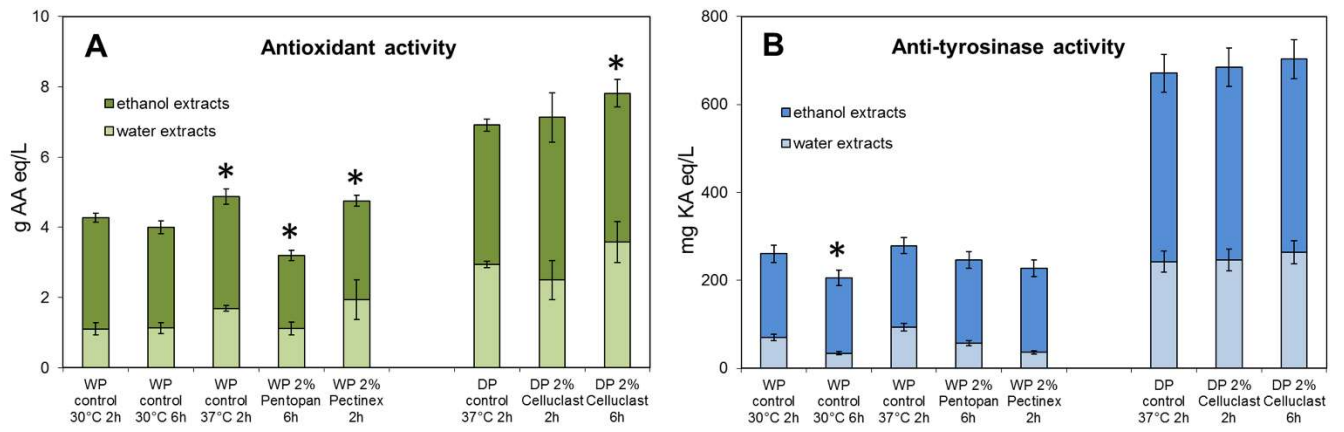 A
Antioxidant activity
g AA eq/L
10
8
6
4
2
0
ethanol extracts
water extracts
*
*
*
*
WP control 30°C 2h
WP control 30°C 6h
WP control 37°C 2h
WP 2% Pentopan 6h
WP 2% Pectinex 2h
DP control 37°C 2h
DP 2% Celluclast 2h
DP 2% Celluclast 6h
B
Anti-tyrosinase activity
mg KA eq/L
800
600
400
200
0
ethanol extracts
water extracts
*
WP control 30°C 2h
WP control 30°C 6h
WP control 37°C 2h
WP 2% Pentopan 6h
WP 2% Pectinex 2h
DP control 37°C 2h
DP 2% Celluclast 2h
DP 2% Celluclast 6h